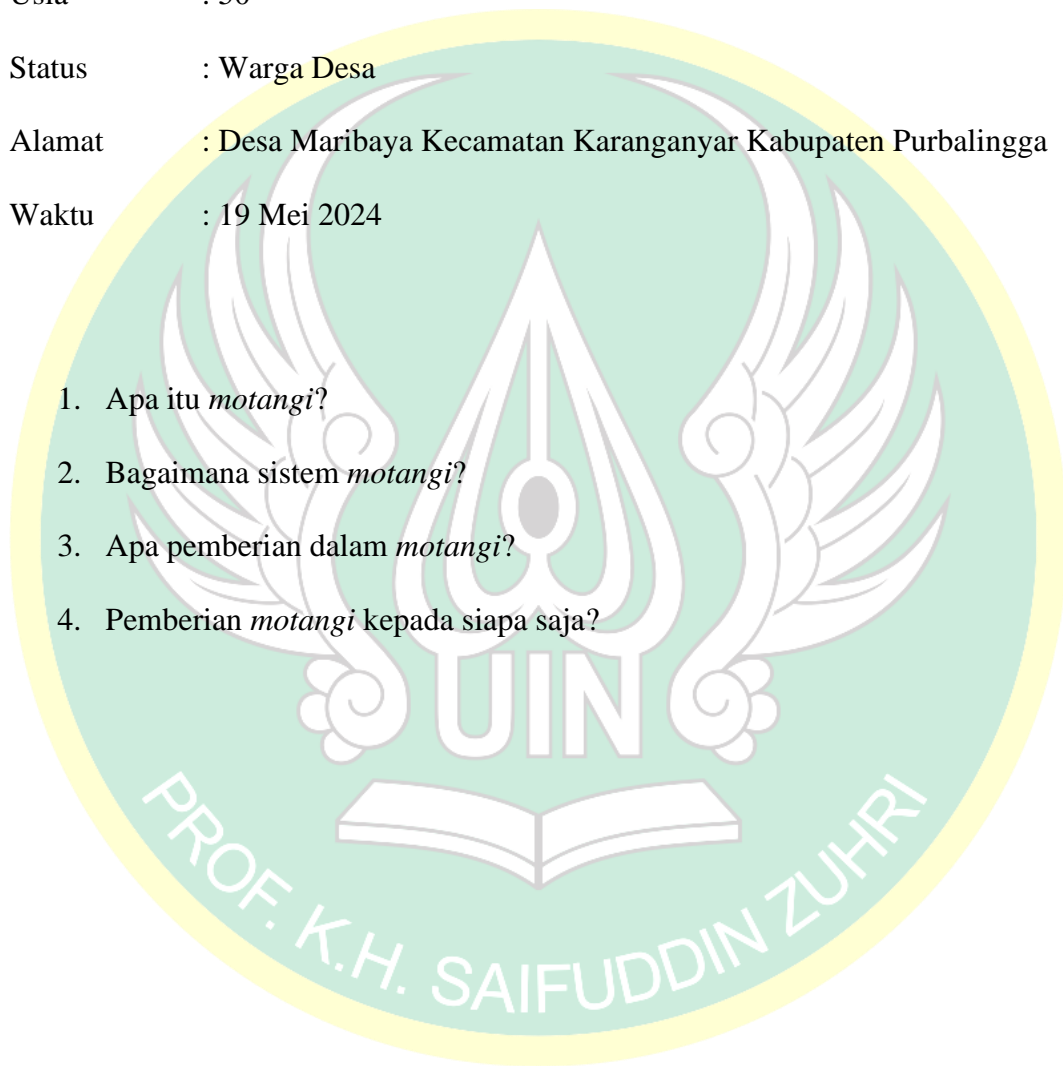 Status : Warga Desa
Alamat : Desa Maribaya Kecamatan Karanganyar Kabupaten Purbalingga
Waktu : 19 Mei 2024
1. Apa itu motangi?
2. Bagaimana sistem motangi?
3. Apa pemberian dalam motangi?
4. Pemberian motangi kepada siapa saja?
UIN
PROF. K.H. SAIFUDDIN ZUHRI